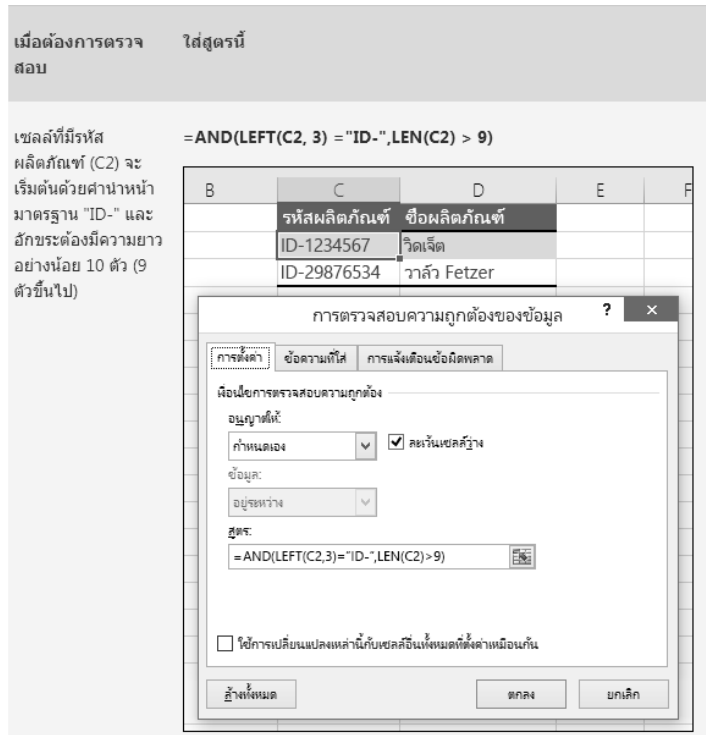 เมื่อต้องการตรวจ
สอบ
ใส่สูตรนี้
เซลล์ที่มีรหัส
ผลิตภัณฑ์ (C2) จะ
เริ่มต้นด้วยคำนำหน้า
มาตรฐาน "ID-" และ
อักขระต้องมีความยาว
อย่างน้อย 10 ตัว (9
ตัวขึ้นไป)
=AND(LEFT(C2, 3) ="ID-",LEN(C2) > 9)
B C D E F
รหัสผลิตภัณฑ์ ชื่อผลิตภัณฑ์
ID-1234567 วิดเจ็ต
ID-29876534 วาล์ว Fetzer
การตรวจสอบความถูกต้องของข้อมูล ? ×
การตั้งค่า ข้อความที่ใส่ การแจ้งเตือนข้อผิดพลาด
เงื่อนไขการตรวจสอบความถูกต้อง
อนุญาตให้:
กำหนดเอง ละเว้นเซลล์ว่าง
ข้อมูล:
อยู่ระหว่าง
สูตร:
=AND(LEFT(C2,3)="ID-",LEN(C2)>9)
ใช้การเปลี่ยนแปลงเหล่านี้กับเซลล์อื่นทั้งหมดที่ตั้งค่าเหมือนกัน
ล้างทั้งหมด ตกลง ยกเลิก